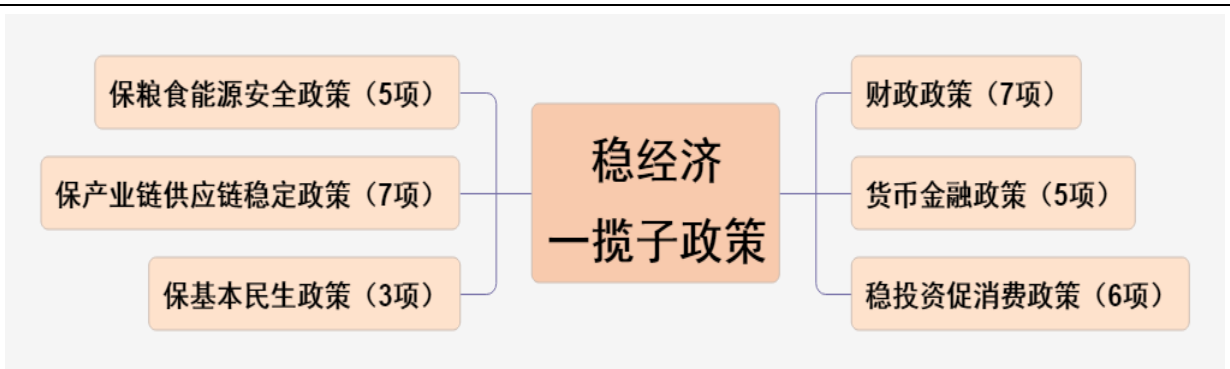 稳经济
一揽子政策
保粮食能源安全政策（5项）
保产业链供应链稳定政策（7项）
保基本民生政策（3项）
财政政策（7项）
货币金融政策（5项）
稳投资促消费政策（6项）